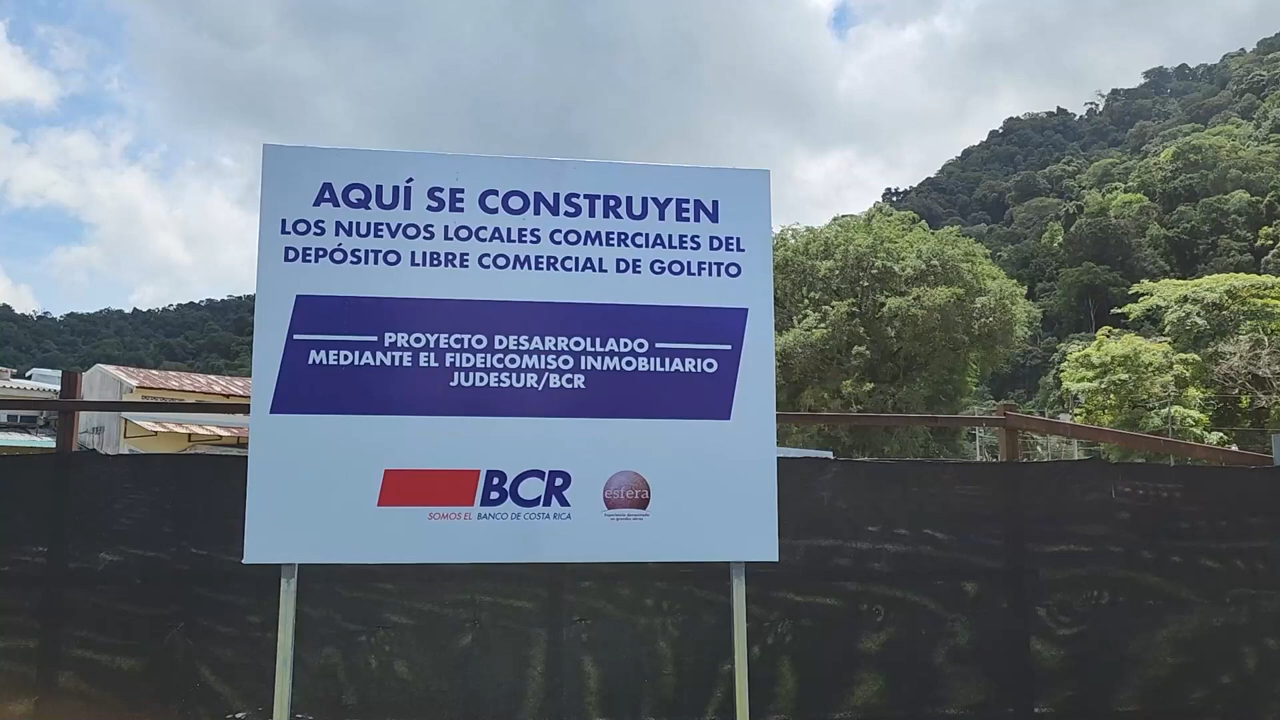 AQUÍ SE CONSTRUYEN
LOS NUEVOS LOCALES COMERCIALES DEL
DEPÓSITO LIBRE COMERCIAL DE GOLFITO
PROYECTO DESARROLLADO
MEDIANTE EL FIDEICOMISO INMOBILIARIO
JUDESUR/BCR
BCR
SOMOS EL BANCO DE COSTA RICA
esfera